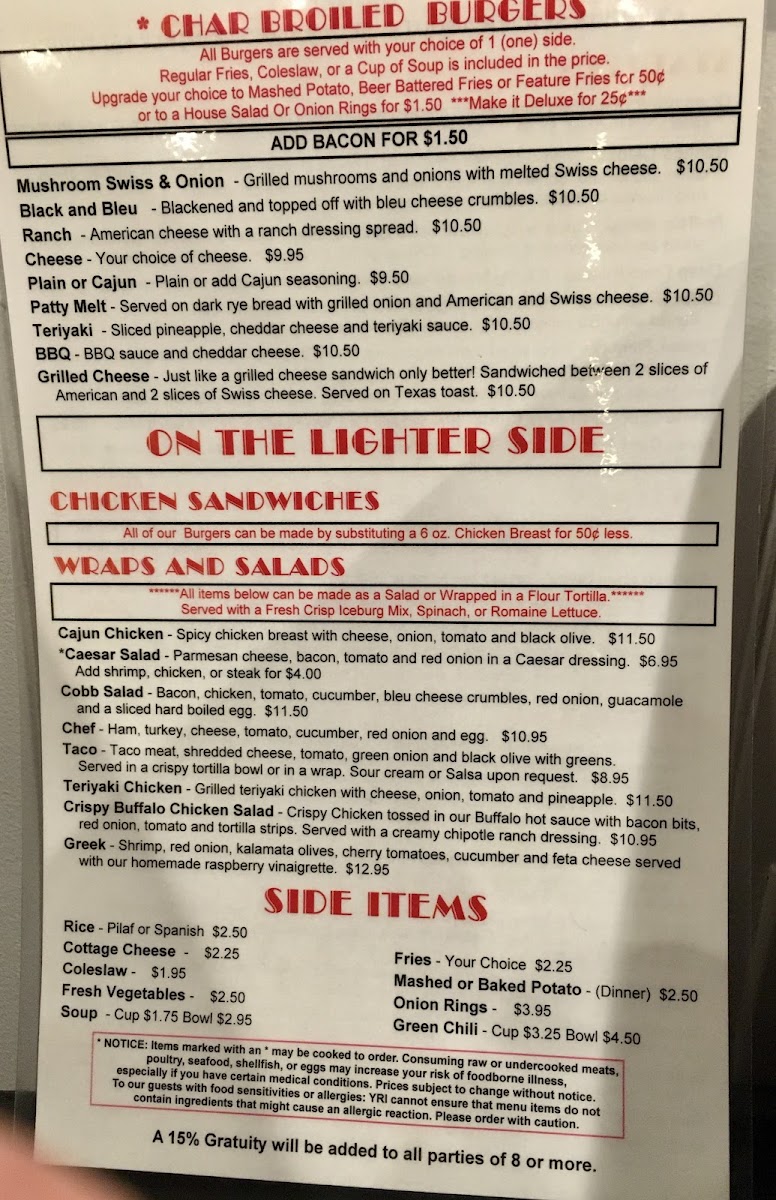 * CHAR BROILED BURGERS
All Burgers are served with your choice of 1 (one) side.
Regular Fries, Coleslaw, or a Cup of Soup is included in the price.
Upgrade your choice to Mashed Potato, Beer Battered Fries or Feature Fries for 50¢
or to a House Salad Or Onion Rings for $1.50 ***Make it Deluxe for 25¢***
ADD BACON FOR $1.50
Mushroom Swiss & Onion - Grilled mushrooms and onions with melted Swiss cheese. $10.50
Black and Bleu - Blackened and topped off with bleu cheese crumbles. $10.50
Ranch - American cheese with a ranch dressing spread. $10.50
Cheese - Your choice of cheese. $9.95
Plain or Cajun - Plain or add Cajun seasoning. $9.50
Patty Melt - Served on dark rye bread with grilled onion and American and Swiss cheese. $10.50
Teriyaki - Sliced pineapple, cheddar cheese and teriyaki sauce. $10.50
BBQ - BBQ sauce and cheddar cheese. $10.50
Grilled Cheese - Just like a grilled cheese sandwich only better! Sandwiched between 2 slices of
American and 2 slices of Swiss cheese. Served on Texas toast. $10.50
ON THE LIGHTER SIDE
CHICKEN SANDWICHES
All of our Burgers can be made by substituting a 6 oz. Chicken Breast for 50¢ less.
WRAPS AND SALADS
******All items below can be made as a Salad or Wrapped in a Flour Tortilla.******
Served with a Fresh Crisp Iceburg Mix, Spinach, or Romaine Lettuce.
Cajun Chicken - Spicy chicken breast with cheese, onion, tomato and black olive. $11.50
*Caesar Salad - Parmesan cheese, bacon, tomato and red onion in a Caesar dressing. $6.95
Add shrimp, chicken, or steak for $4.00
Cobb Salad - Bacon, chicken, tomato, cucumber, bleu cheese crumbles, red onion, guacamole
and a sliced hard boiled egg. $11.50
Chef - Ham, turkey, cheese, tomato, cucumber, red onion and egg. $10.95
Taco - Taco meat, shredded cheese, tomato, green onion and black olive with greens.
Served in a crispy tortilla bowl or in a wrap. Sour cream or Salsa upon request. $8.95
Teriyaki Chicken - Grilled teriyaki chicken with cheese, onion, tomato and pineapple. $11.50
Crispy Buffalo Chicken Salad - Crispy Chicken tossed in our Buffalo hot sauce with bacon bits,
red onion, tomato and tortilla strips. Served with a creamy chipotle ranch dressing. $10.95
Greek - Shrimp, red onion, kalamata olives, cherry tomatoes, cucumber and feta cheese served
with our homemade raspberry vinaigrette. $12.95
SIDE ITEMS
Rice - Pilaf or Spanish $2.50
Cottage Cheese - $2.25
Coleslaw - $1.95
Fresh Vegetables - $2.50
Soup - Cup $1.75 Bowl $2.95
Fries - Your Choice $2.25
Mashed or Baked Potato - (Dinner) $2.50
Onion Rings - $3.95
Green Chili - Cup $3.25 Bowl $4.50
* NOTICE: Items marked with an * may be cooked to order. Consuming raw or undercooked meats,
poultry, seafood, shellfish, or eggs may increase your risk of foodborne illness,
especially if you have certain medical conditions. Prices subject to change without notice.
To our guests with food sensitivities or allergies: YRI cannot ensure that menu items do not
contain ingredients that might cause an allergic reaction. Please order with caution.
A 15% Gratuity will be added to all parties of 8 or more.